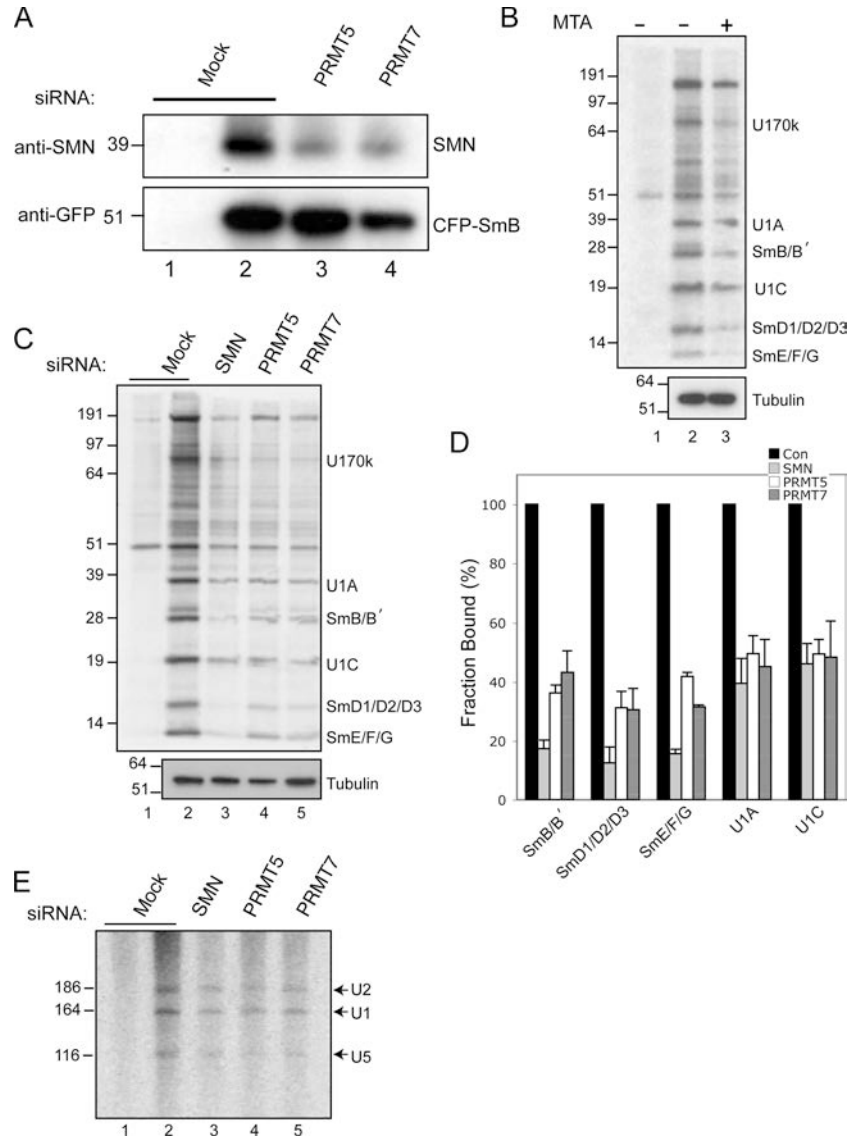 A
siRNA: Mock PRMT5 PRMT7
anti-SMN 39 SMN
anti-GFP 51 CFP-SmB
1 2 3 4
B
MTA - - +
191
97
64 U170k
51
39 U1A
28 SmB/B′
19 U1C
SmD1/D2/D3
14
SmE/F/G
64
51 Tubulin
1 2 3
C
siRNA: Mock SMN PRMT5 PRMT7
191
97
U170k
64
51
39
U1A
28 SmB/B′
19 U1C
SmD1/D2/D3
14
SmE/F/G
64
51 Tubulin
1 2 3 4 5
D
Con
SMN
PRMT5
PRMT7
Fraction Bound (%)
100
80
60
40
20
0
SmB/B′ SmD1/D2/D3 SmE/F/G U1A U1C
E
siRNA: Mock SMN PRMT5 PRMT7
186 U2
164 U1
116 U5
1 2 3 4 5